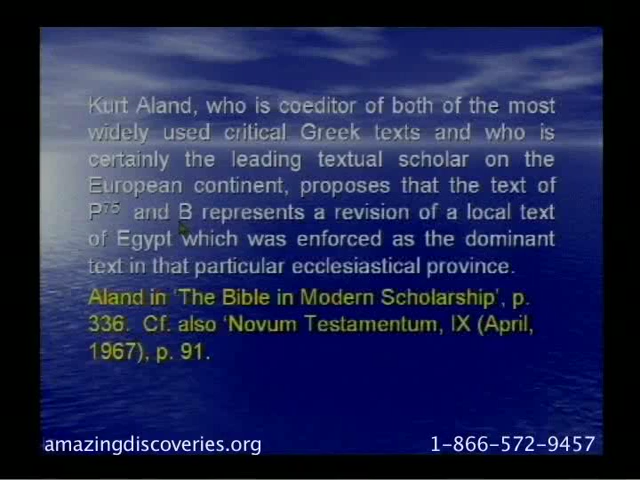 Kurt Aland, who is coeditor of both of the most
widely used critical Greek texts and who is
certainly the leading textual scholar on the
European continent, proposes that the text of
P75 and B represents a revision of a local text
of Egypt which was enforced as the dominant
text in that particular ecclesiastical province.
Aland in 'The Bible in Modern Scholarship', p.
336. Cf. also 'Novum Testamentum, IX (April,
1967), p. 91.
amazingdiscoveries.org
1-866-572-9457